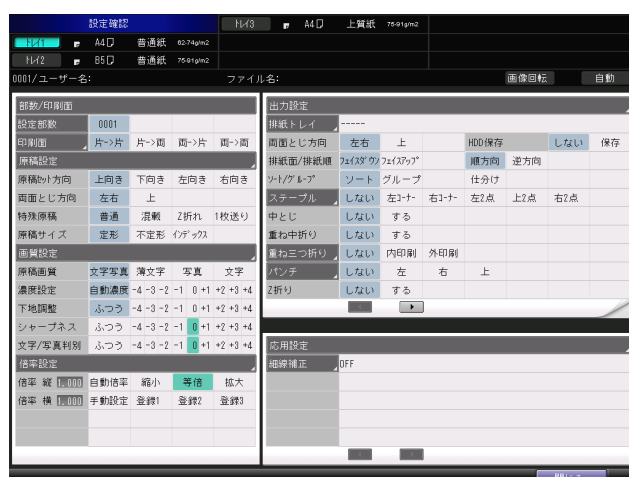 設定確認
ﾄﾚｲ3 A4 上質紙 75-91g/m2
ﾄﾚｲ1 A4 普通紙 62-74g/m2
ﾄﾚｲ2 B5 普通紙 75-91g/m2
0001/ユーザー名: ファイル名: 画像回転 自動
部数/印刷面
設定部数 0001
印刷面 片->片 片->両 両->片 両->両
原稿設定
原稿ｾｯﾄ方向 上向き 下向き 左向き 右向き
両面とじ方向 左右 上
特殊原稿 普通 混載 Z折れ 1枚送り
原稿サイズ 定形 不定形 ｲﾝﾃﾞｯｸｽ
画質設定
原稿画質 文字写真 薄文字 写真 文字
濃度設定 自動濃度 -4 -3 -2 -1 0 +1 +2 +3 +4
下地調整 ふつう -4 -3 -2 -1 0 +1 +2 +3 +4
シャープネス ふつう -4 -3 -2 -1 0 +1 +2 +3 +4
文字/写真判別 ふつう -4 -3 -2 -1 0 +1 +2 +3 +4
倍率設定
倍率 縦 1.000 自動倍率 縮小 等倍 拡大
倍率 横 1.000 手動設定 登録1 登録2 登録3
出力設定
排紙トレイ -----
両面とじ方向 左右 上 HDD保存 しない 保存
排紙面/排紙順 ﾌｪｲｽﾀﾞｳﾝ ﾌｪｲｽｱｯﾌﾟ 順方向 逆方向
ｿｰﾄ/ｸﾞﾙｰﾌﾟ ソート グループ 仕分け
ステープル しない 左ｺｰﾅｰ 右ｺｰﾅｰ 左2点 上2点 右2点
中とじ しない する
重ね中折り しない する
重ね三つ折り しない 内印刷 外印刷
パンチ しない 左 右 上
Z折り しない する
応用設定
細線補正 OFF